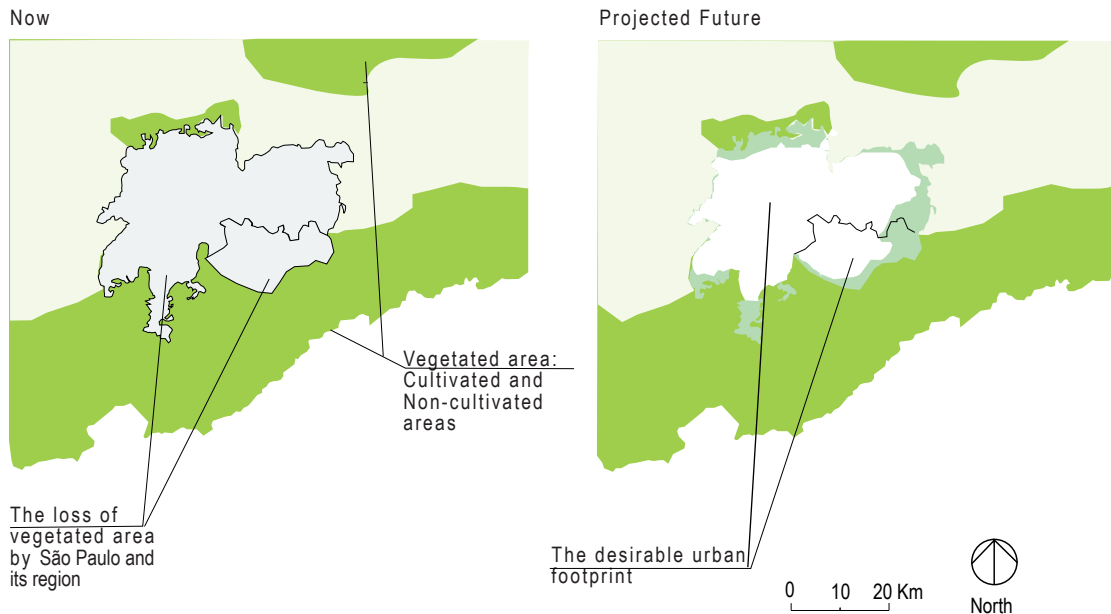 Now
Projected Future
Vegetated area:
Cultivated and
Non-cultivated
areas
The loss of
vegetated area
by São Paulo and
its region
The desirable urban
footprint
0 10 20 Km
North